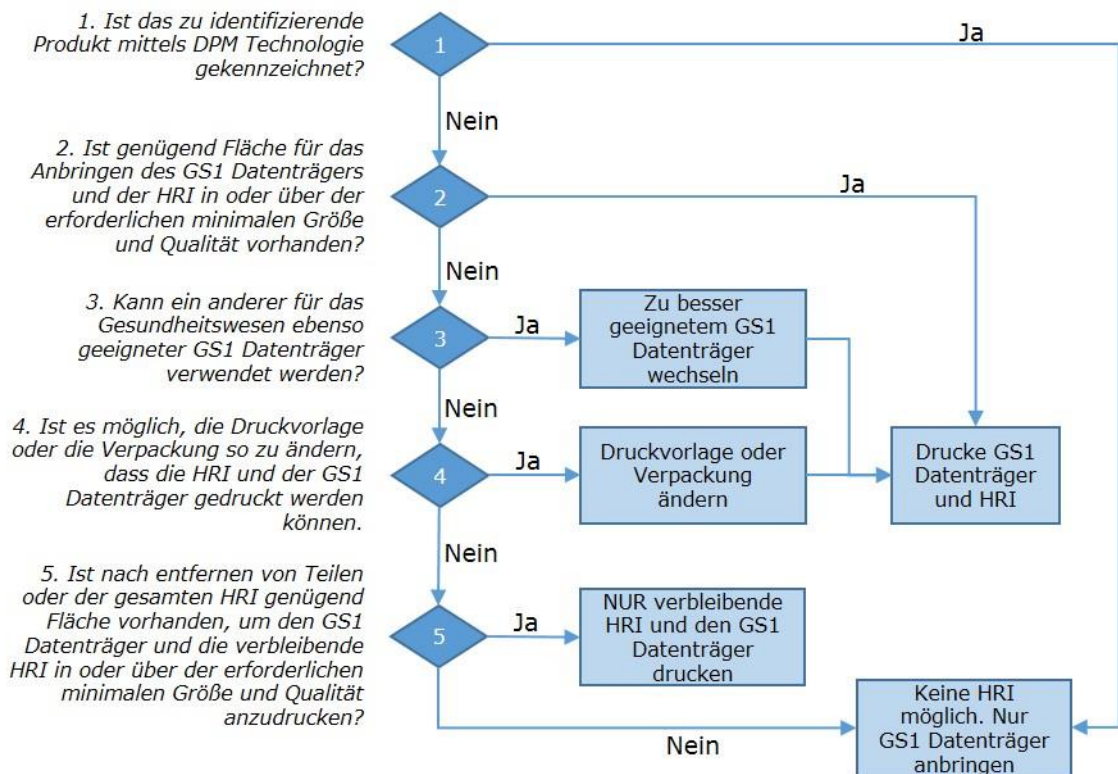 1. Ist das zu identifizierende
Produkt mittels DPM Technologie
gekennzeichnet?
1
Ja
Nein
2. Ist genügend Fläche für das
Anbringen des GS1 Datenträgers
und der HRI in oder über der
erforderlichen minimalen Größe
und Qualität vorhanden?
2
Ja
Nein
3. Kann ein anderer für das
Gesundheitswesen ebenso
geeigneter GS1 Datenträger
verwendet werden?
3
Ja
Zu besser
geeignetem GS1
Datenträger
wechseln
Nein
4. Ist es möglich, die Druckvorlage
oder die Verpackung so zu ändern,
dass die HRI und der GS1
Datenträger gedruckt werden
können.
4
Ja
Druckvorlage oder
Verpackung
ändern
Drucke GS1
Datenträger
und HRI
Nein
5. Ist nach entfernen von Teilen
oder der gesamten HRI genügend
Fläche vorhanden, um den GS1
Datenträger und die verbleibende
HRI in oder über der erforderlichen
minimalen Größe und Qualität
anzudrucken?
5
Ja
NUR verbleibende
HRI und den GS1
Datenträger
drucken
Nein
Keine HRI
möglich. Nur
GS1 Datenträger
anbringen